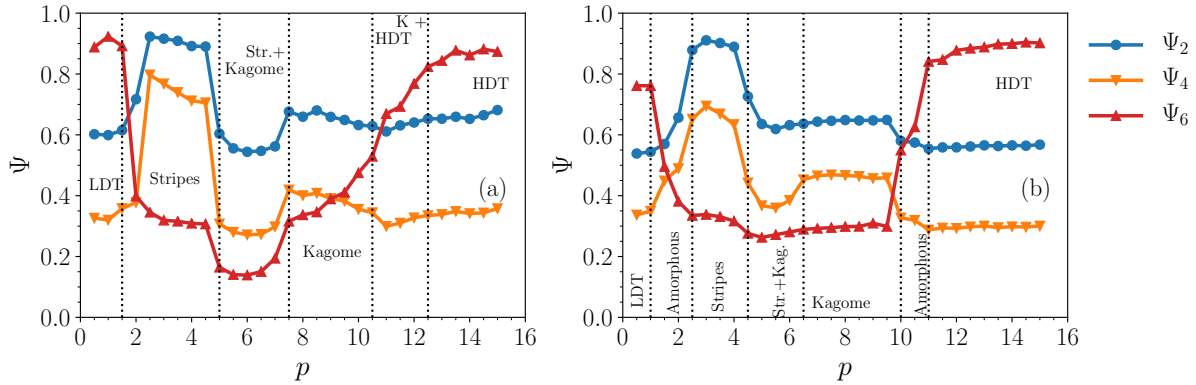 1.0
0.8
0.6
0.4
0.2
0.0
Ψ
0 2 4 6 8 10 12 14 16
p
LDT
Stripes
Str.+
Kagome
Kagome
K +
HDT
HDT
(a)
1.0
0.8
0.6
0.4
0.2
0.0
Ψ
0 2 4 6 8 10 12 14 16
p
LDT
Amorphous
Stripes
Str.+Kag.
Kagome
Amorphous
HDT
(b)
Ψ2
Ψ4
Ψ6